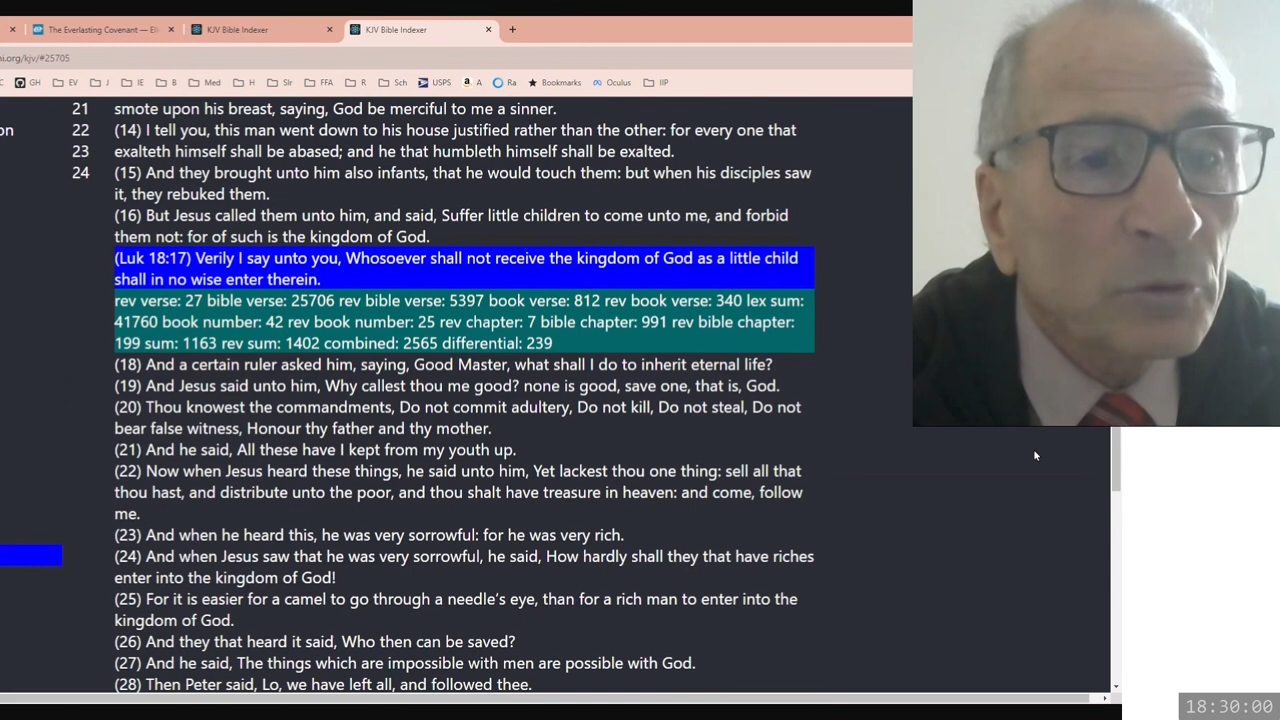 The Everlasting Covenant — Eli
KJV Bible Indexer
KJV Bible Indexer
ni.org/kjv/#25705
C GH EV J IE B Med H Slr FFA R Sch USPS A Ra Bookmarks Oculus IIP
on
21 smote upon his breast, saying, God be merciful to me a sinner.
22 (14) I tell you, this man went down to his house justified rather than the other: for every one that
23 exalteth himself shall be abased; and he that humbleth himself shall be exalted.
24 (15) And they brought unto him also infants, that he would touch them: but when his disciples saw
it, they rebuked them.
(16) But Jesus called them unto him, and said, Suffer little children to come unto me, and forbid
them not: for of such is the kingdom of God.
(Luk 18:17) Verily I say unto you, Whosoever shall not receive the kingdom of God as a little child
shall in no wise enter therein.
rev verse: 27 bible verse: 25706 rev bible verse: 5397 book verse: 812 rev book verse: 340 lex sum:
41760 book number: 42 rev book number: 25 rev chapter: 7 bible chapter: 991 rev bible chapter:
199 sum: 1163 rev sum: 1402 combined: 2565 differential: 239
(18) And a certain ruler asked him, saying, Good Master, what shall I do to inherit eternal life?
(19) And Jesus said unto him, Why callest thou me good? none is good, save one, that is, God.
(20) Thou knowest the commandments, Do not commit adultery, Do not kill, Do not steal, Do not
bear false witness, Honour thy father and thy mother.
(21) And he said, All these have I kept from my youth up.
(22) Now when Jesus heard these things, he said unto him, Yet lackest thou one thing: sell all that
thou hast, and distribute unto the poor, and thou shalt have treasure in heaven: and come, follow
me.
(23) And when he heard this, he was very sorrowful: for he was very rich.
(24) And when Jesus saw that he was very sorrowful, he said, How hardly shall they that have riches
enter into the kingdom of God!
(25) For it is easier for a camel to go through a needle’s eye, than for a rich man to enter into the
kingdom of God.
(26) And they that heard it said, Who then can be saved?
(27) And he said, The things which are impossible with men are possible with God.
(28) Then Peter said, Lo, we have left all, and followed thee.
18:30:00